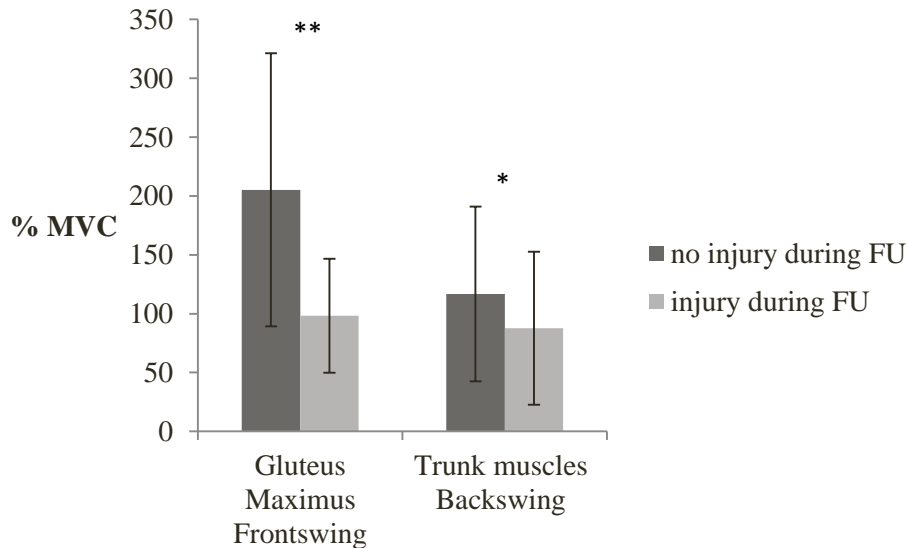 350
300
250
200
150
100
50
0
% MVC
**
*
Gluteus
Maximus
Frontswing
Trunk muscles
Backswing
no injury during FU
injury during FU